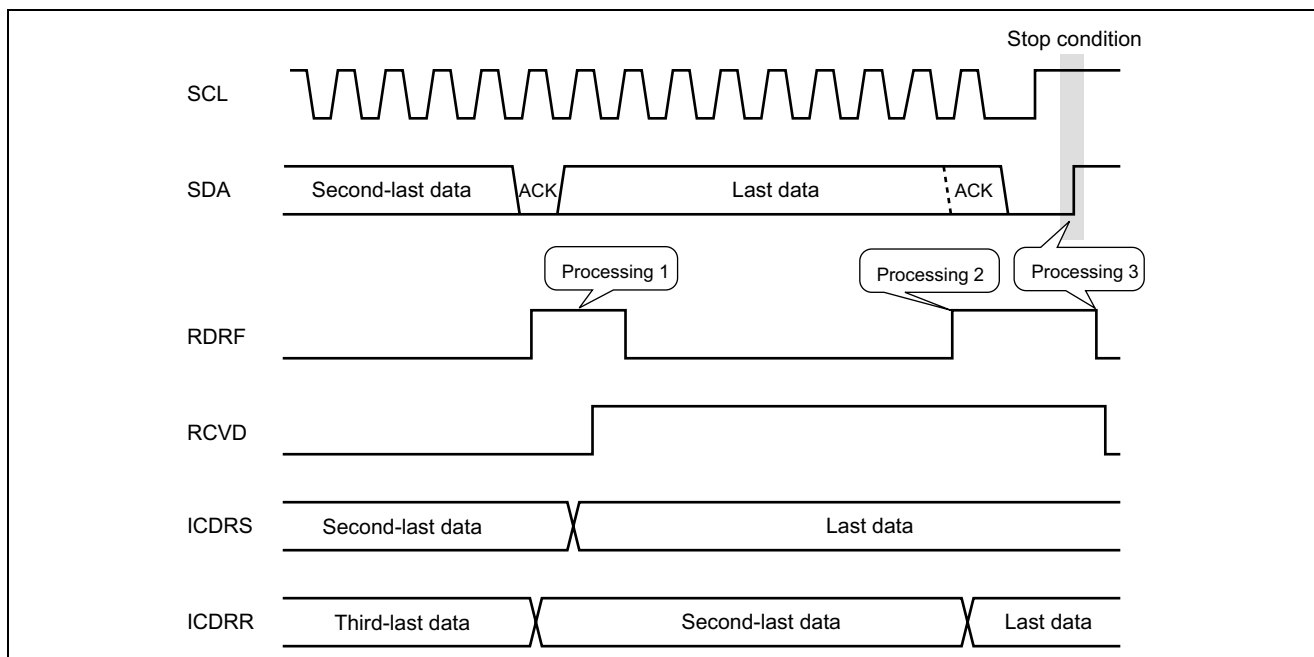 Stop condition
SCL
SDA Second-last data ACK Last data ACK
Processing 1 Processing 2 Processing 3
RDRF
RCVD
ICDRS Second-last data Last data
ICDRR Third-last data Second-last data Last data